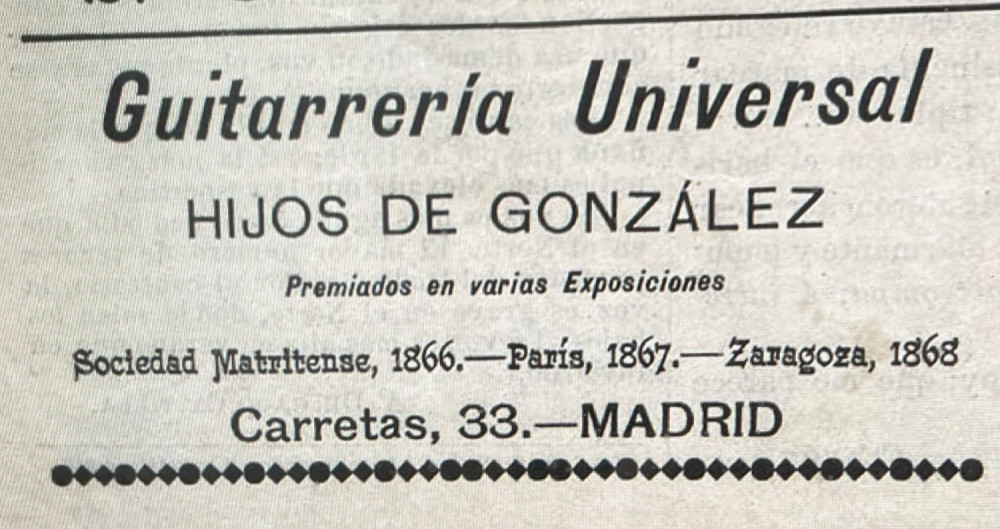 Guitarrería Universal
HIJOS DE GONZÁLEZ
Premiados en varias Exposiciones
Sociedad Matritense, 1866.—París, 1867.—Zaragoza, 1868
Carretas, 33.—MADRID